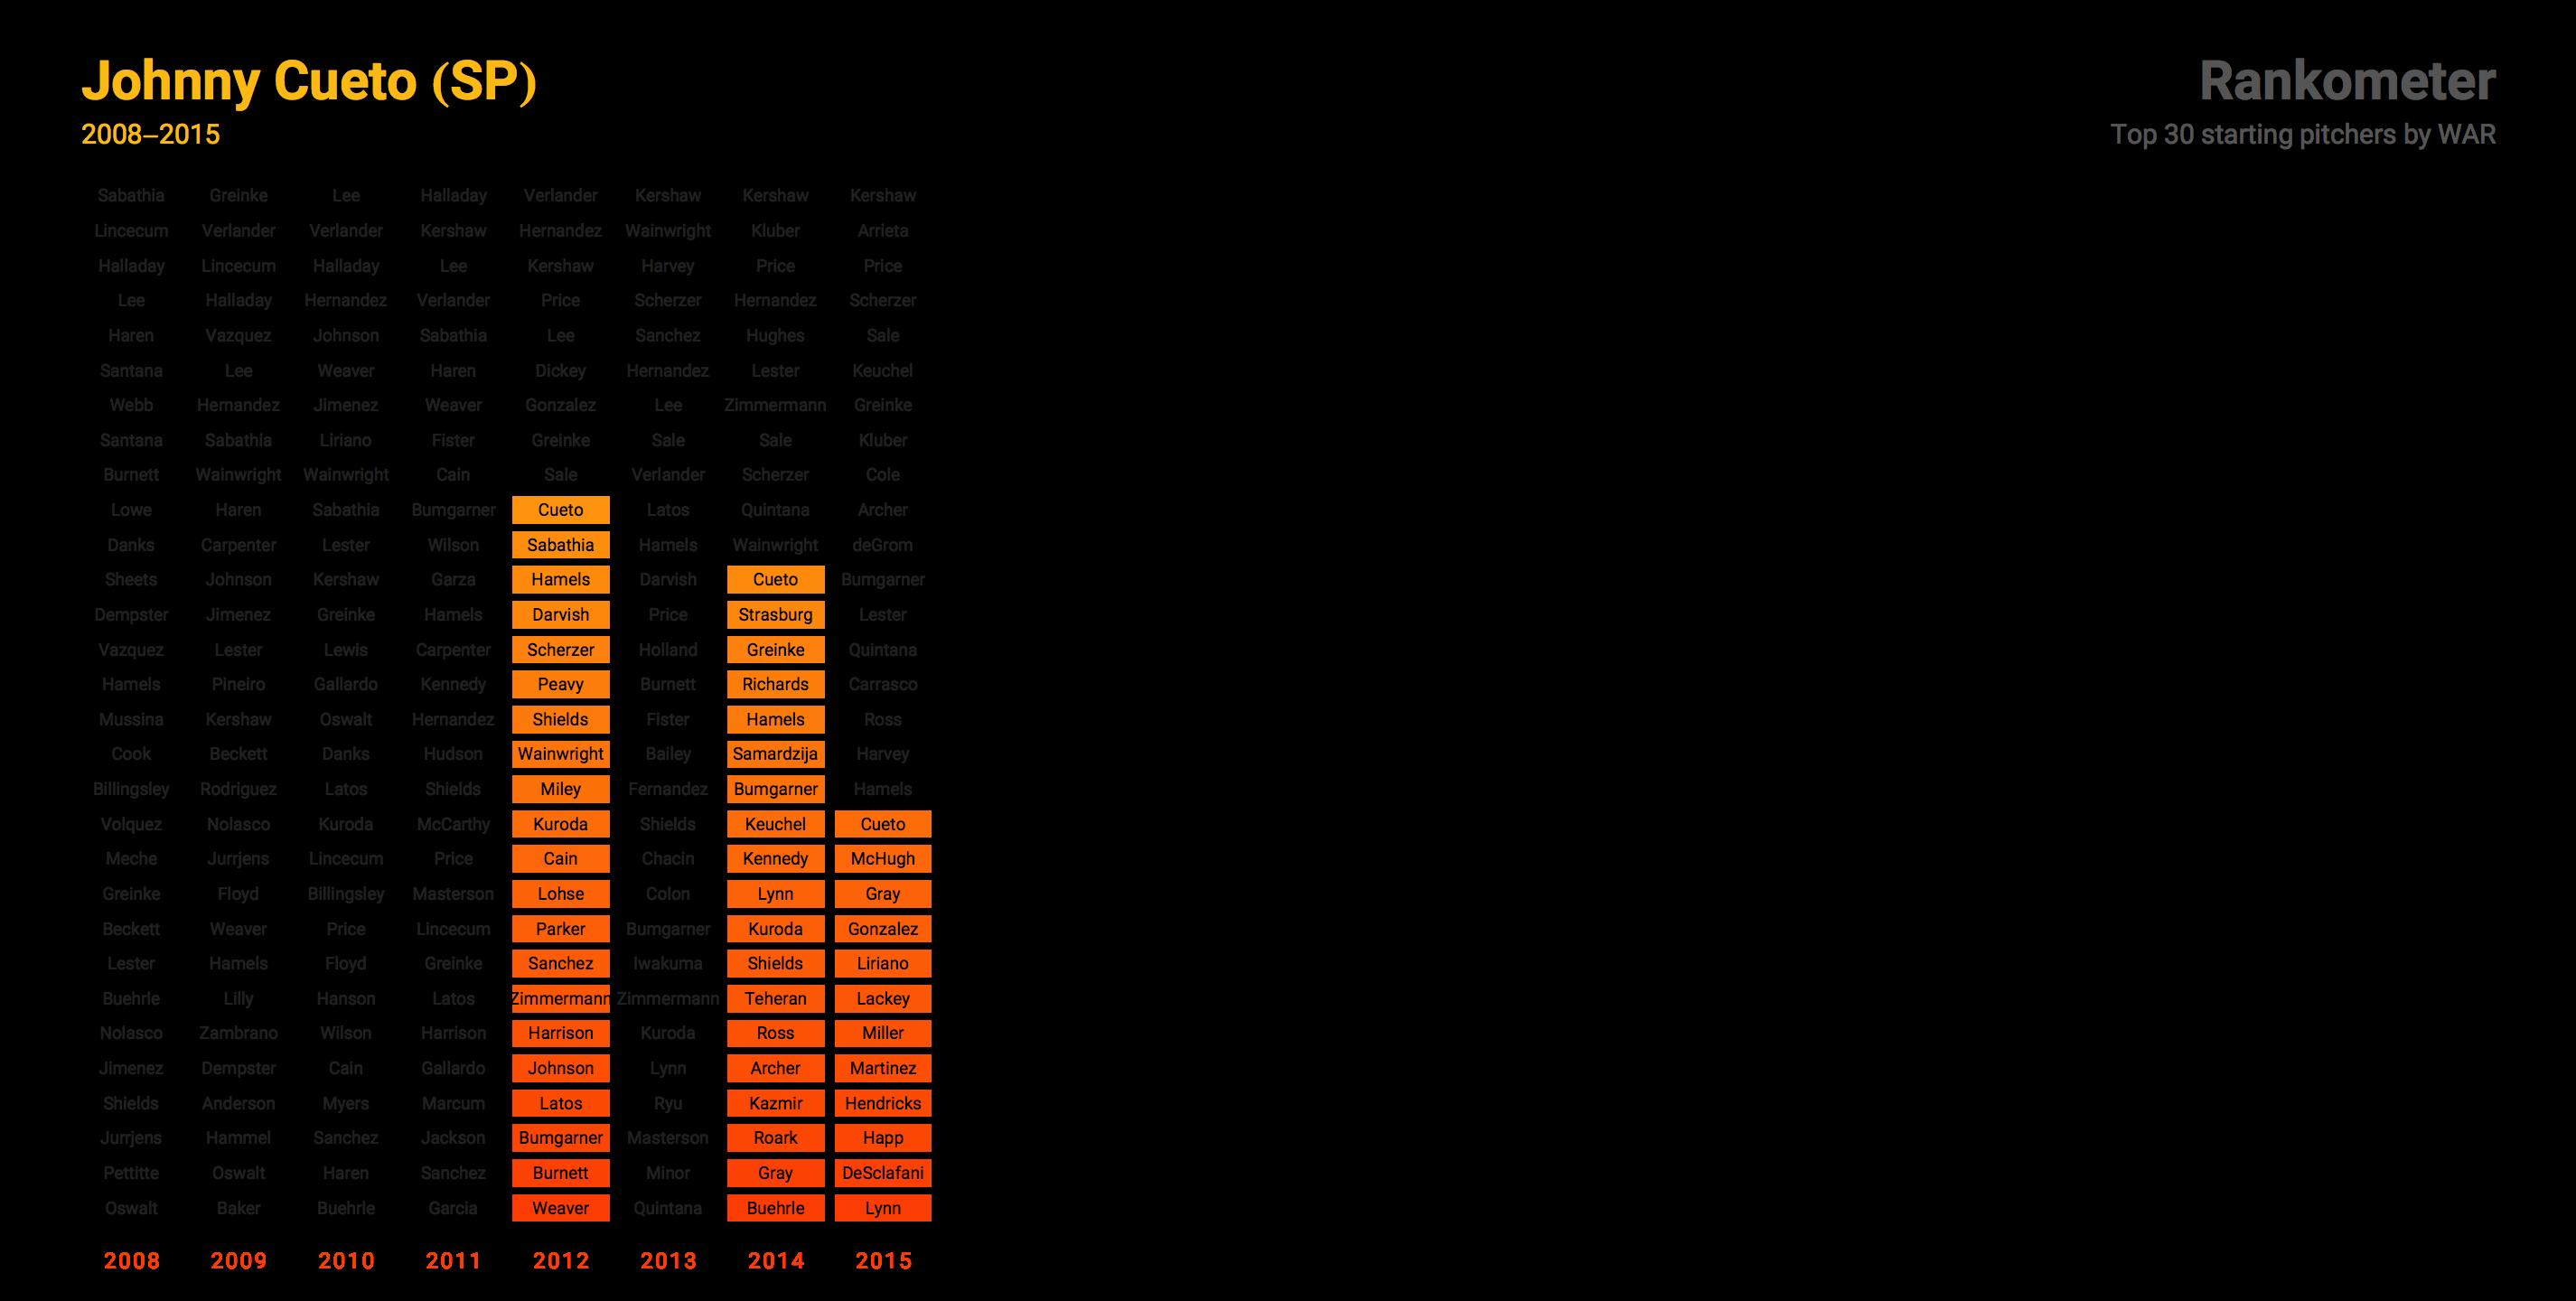 Johnny Cueto (SP)
2008–2015
Rankometer
Top 30 starting pitchers by WAR
Sabathia Greinke Lee Halladay Verlander Kershaw Kershaw Kershaw
Lincecum Verlander Verlander Kershaw Hernandez Wainwright Kluber Arrieta
Halladay Lincecum Halladay Lee Kershaw Harvey Price Price
Lee Halladay Hernandez Verlander Price Scherzer Hernandez Scherzer
Haren Vazquez Johnson Sabathia Lee Sanchez Hughes Sale
Santana Lee Weaver Haren Dickey Hernandez Lester Keuchel
Webb Hernandez Jimenez Weaver Gonzalez Lee Zimmermann Greinke
Santana Sabathia Liriano Fister Greinke Sale Sale Kluber
Burnett Wainwright Wainwright Cain Sale Verlander Scherzer Cole
Lowe Haren Sabathia Bumgarner Cueto Latos Quintana Archer
Danks Carpenter Lester Wilson Sabathia Hamels Wainwright deGrom
Sheets Johnson Kershaw Garza Hamels Darvish Cueto Bumgarner
Dempster Jimenez Greinke Hamels Darvish Price Strasburg Lester
Vazquez Lester Lewis Carpenter Scherzer Holland Greinke Quintana
Hamels Pineiro Gallardo Kennedy Peavy Burnett Richards Carrasco
Mussina Kershaw Oswalt Hernandez Shields Fister Hamels Ross
Cook Beckett Danks Hudson Wainwright Bailey Samardzija Harvey
Billingsley Rodriguez Latos Shields Miley Fernandez Bumgarner Hamels
Volquez Nolasco Kuroda McCarthy Kuroda Shields Keuchel Cueto
Meche Jurrjens Lincecum Price Cain Chacin Kennedy McHugh
Greinke Floyd Billingsley Masterson Lohse Colon Lynn Gray
Beckett Weaver Price Lincecum Parker Bumgarner Kuroda Gonzalez
Lester Hamels Floyd Greinke Sanchez Iwakuma Shields Liriano
Buehrle Lilly Hanson Latos Zimmermann Zimmermann Teheran Lackey
Nolasco Zambrano Wilson Harrison Harrison Kuroda Ross Miller
Jimenez Dempster Cain Gallardo Johnson Lynn Archer Martinez
Shields Anderson Myers Marcum Latos Ryu Kazmir Hendricks
Jurrjens Hammel Sanchez Jackson Bumgarner Masterson Roark Happ
Pettitte Oswalt Haren Sanchez Burnett Minor Gray DeSclafani
Oswalt Baker Buehrle Garcia Weaver Quintana Buehrle Lynn
2008 2009 2010 2011 2012 2013 2014 2015